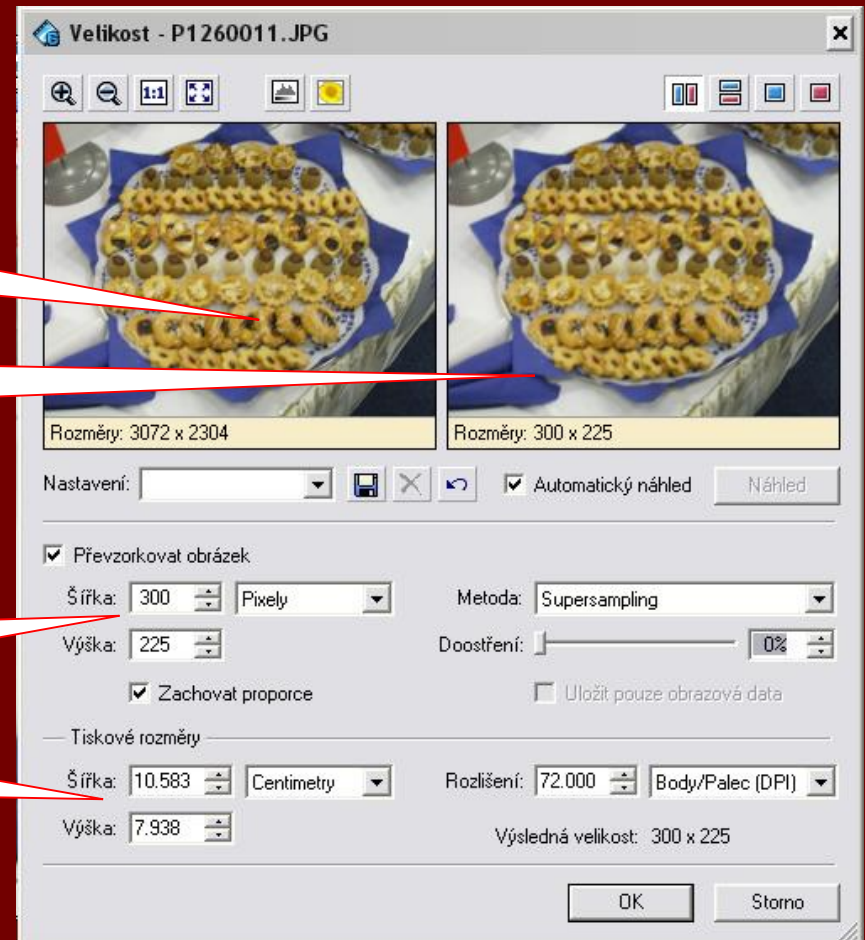 Velikost - P1260011.JPG
1:1
Rozměry: 3072 x 2304
Rozměry: 300 x 225
Nastavení:
Automatický náhled
Náhled
Převzorkovat obrázek
Šířka: 300 Pixely
Metoda: Supersampling
Výška: 225
Doostření: 0%
Zachovat proporce
Uložit pouze obrazová data
Tiskové rozměry
Šířka: 10.583 Centimetry
Rozlišení: 72.000 Body/Palec (DPI)
Výška: 7.938
Výsledná velikost: 300 x 225
OK
Storno